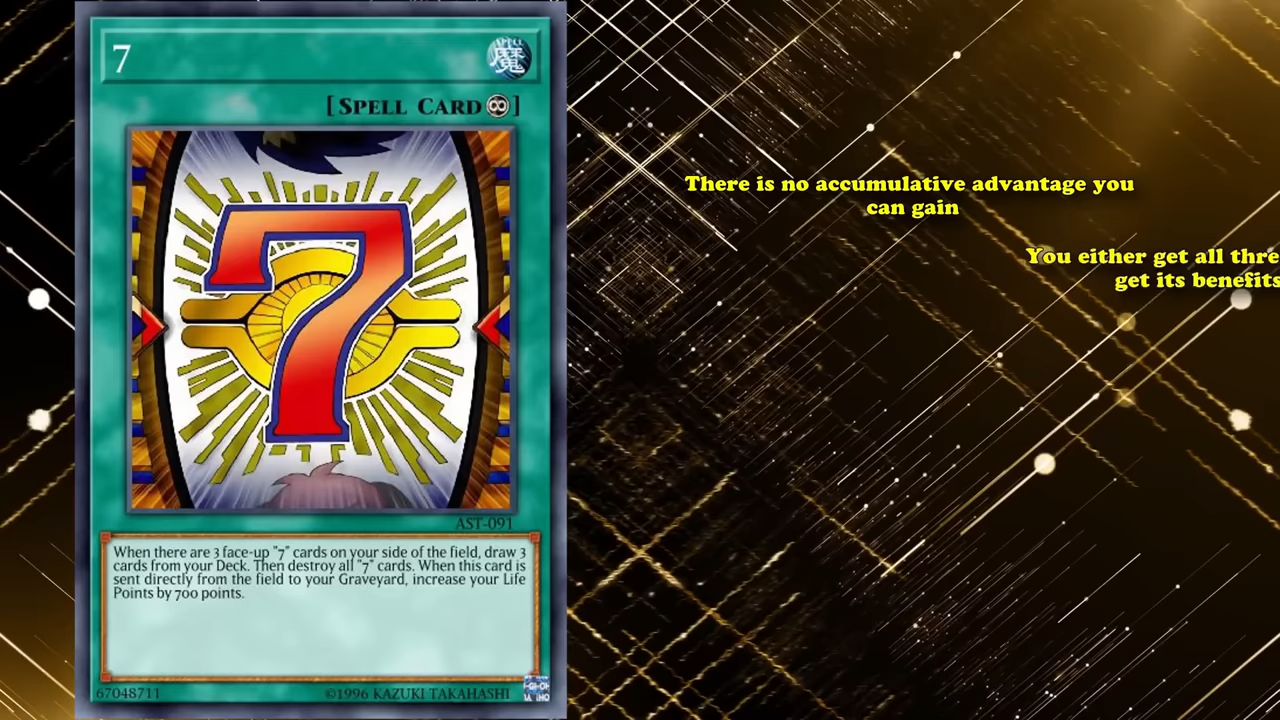 7
[SPELL CARD]
7
AST-091
When there are 3 face-up "7" cards on your side of the field, draw 3
cards from your Deck. Then destroy all "7" cards. When this card is
sent directly from the field to your Graveyard, increase your Life
Points by 700 points.
67048711
©1996 KAZUKI TAKAHASHI
There is no accumulative advantage you
can gain
You either get all thre
get its benefits